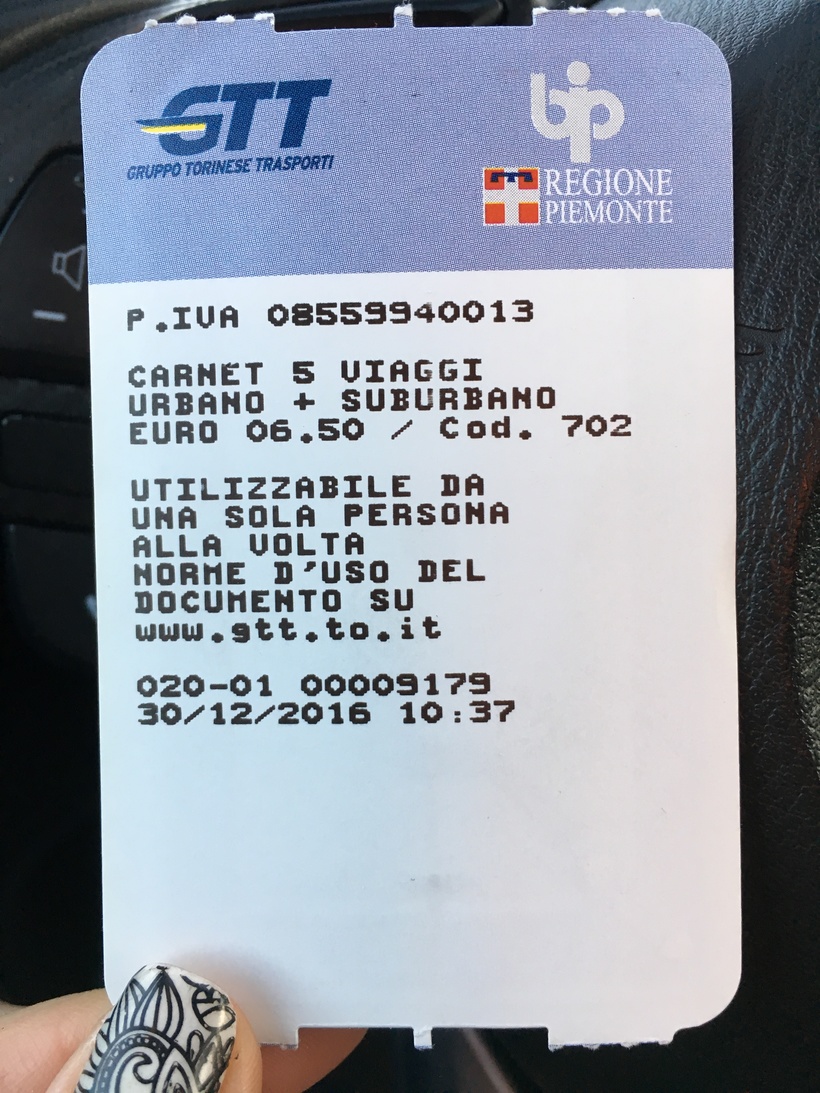 GTT
GRUPPO TORINESE TRASPORTI
bip
REGIONE
PIEMONTE
P.IVA 08559940013
CARNET 5 VIAGGI
URBANO + SUBURBANO
EURO 06.50 / Cod. 702
UTILIZZABILE DA
UNA SOLA PERSONA
ALLA VOLTA
NORME D'USO DEL
DOCUMENTO SU
www.gtt.to.it
020-01 00009179
30/12/2016 10:37